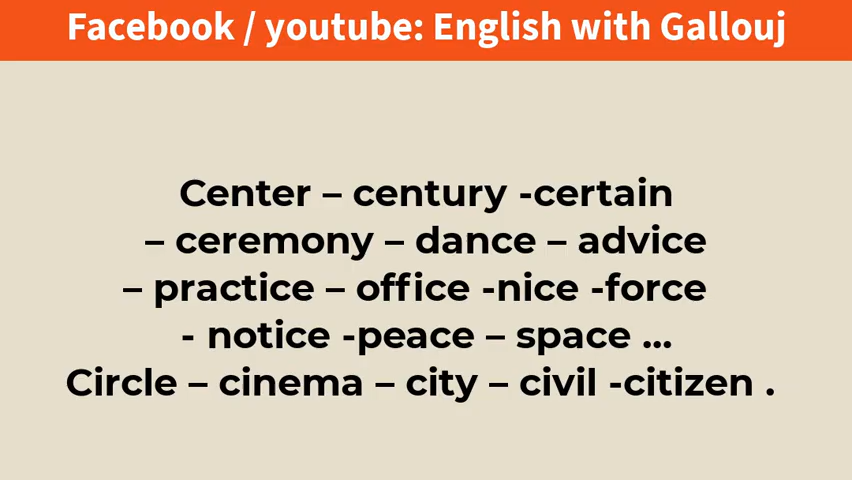 Facebook / youtube: English with Gallouj
Center – century -certain
– ceremony – dance – advice
– practice – office -nice -force
- notice -peace – space ...
Circle – cinema – city – civil -citizen .